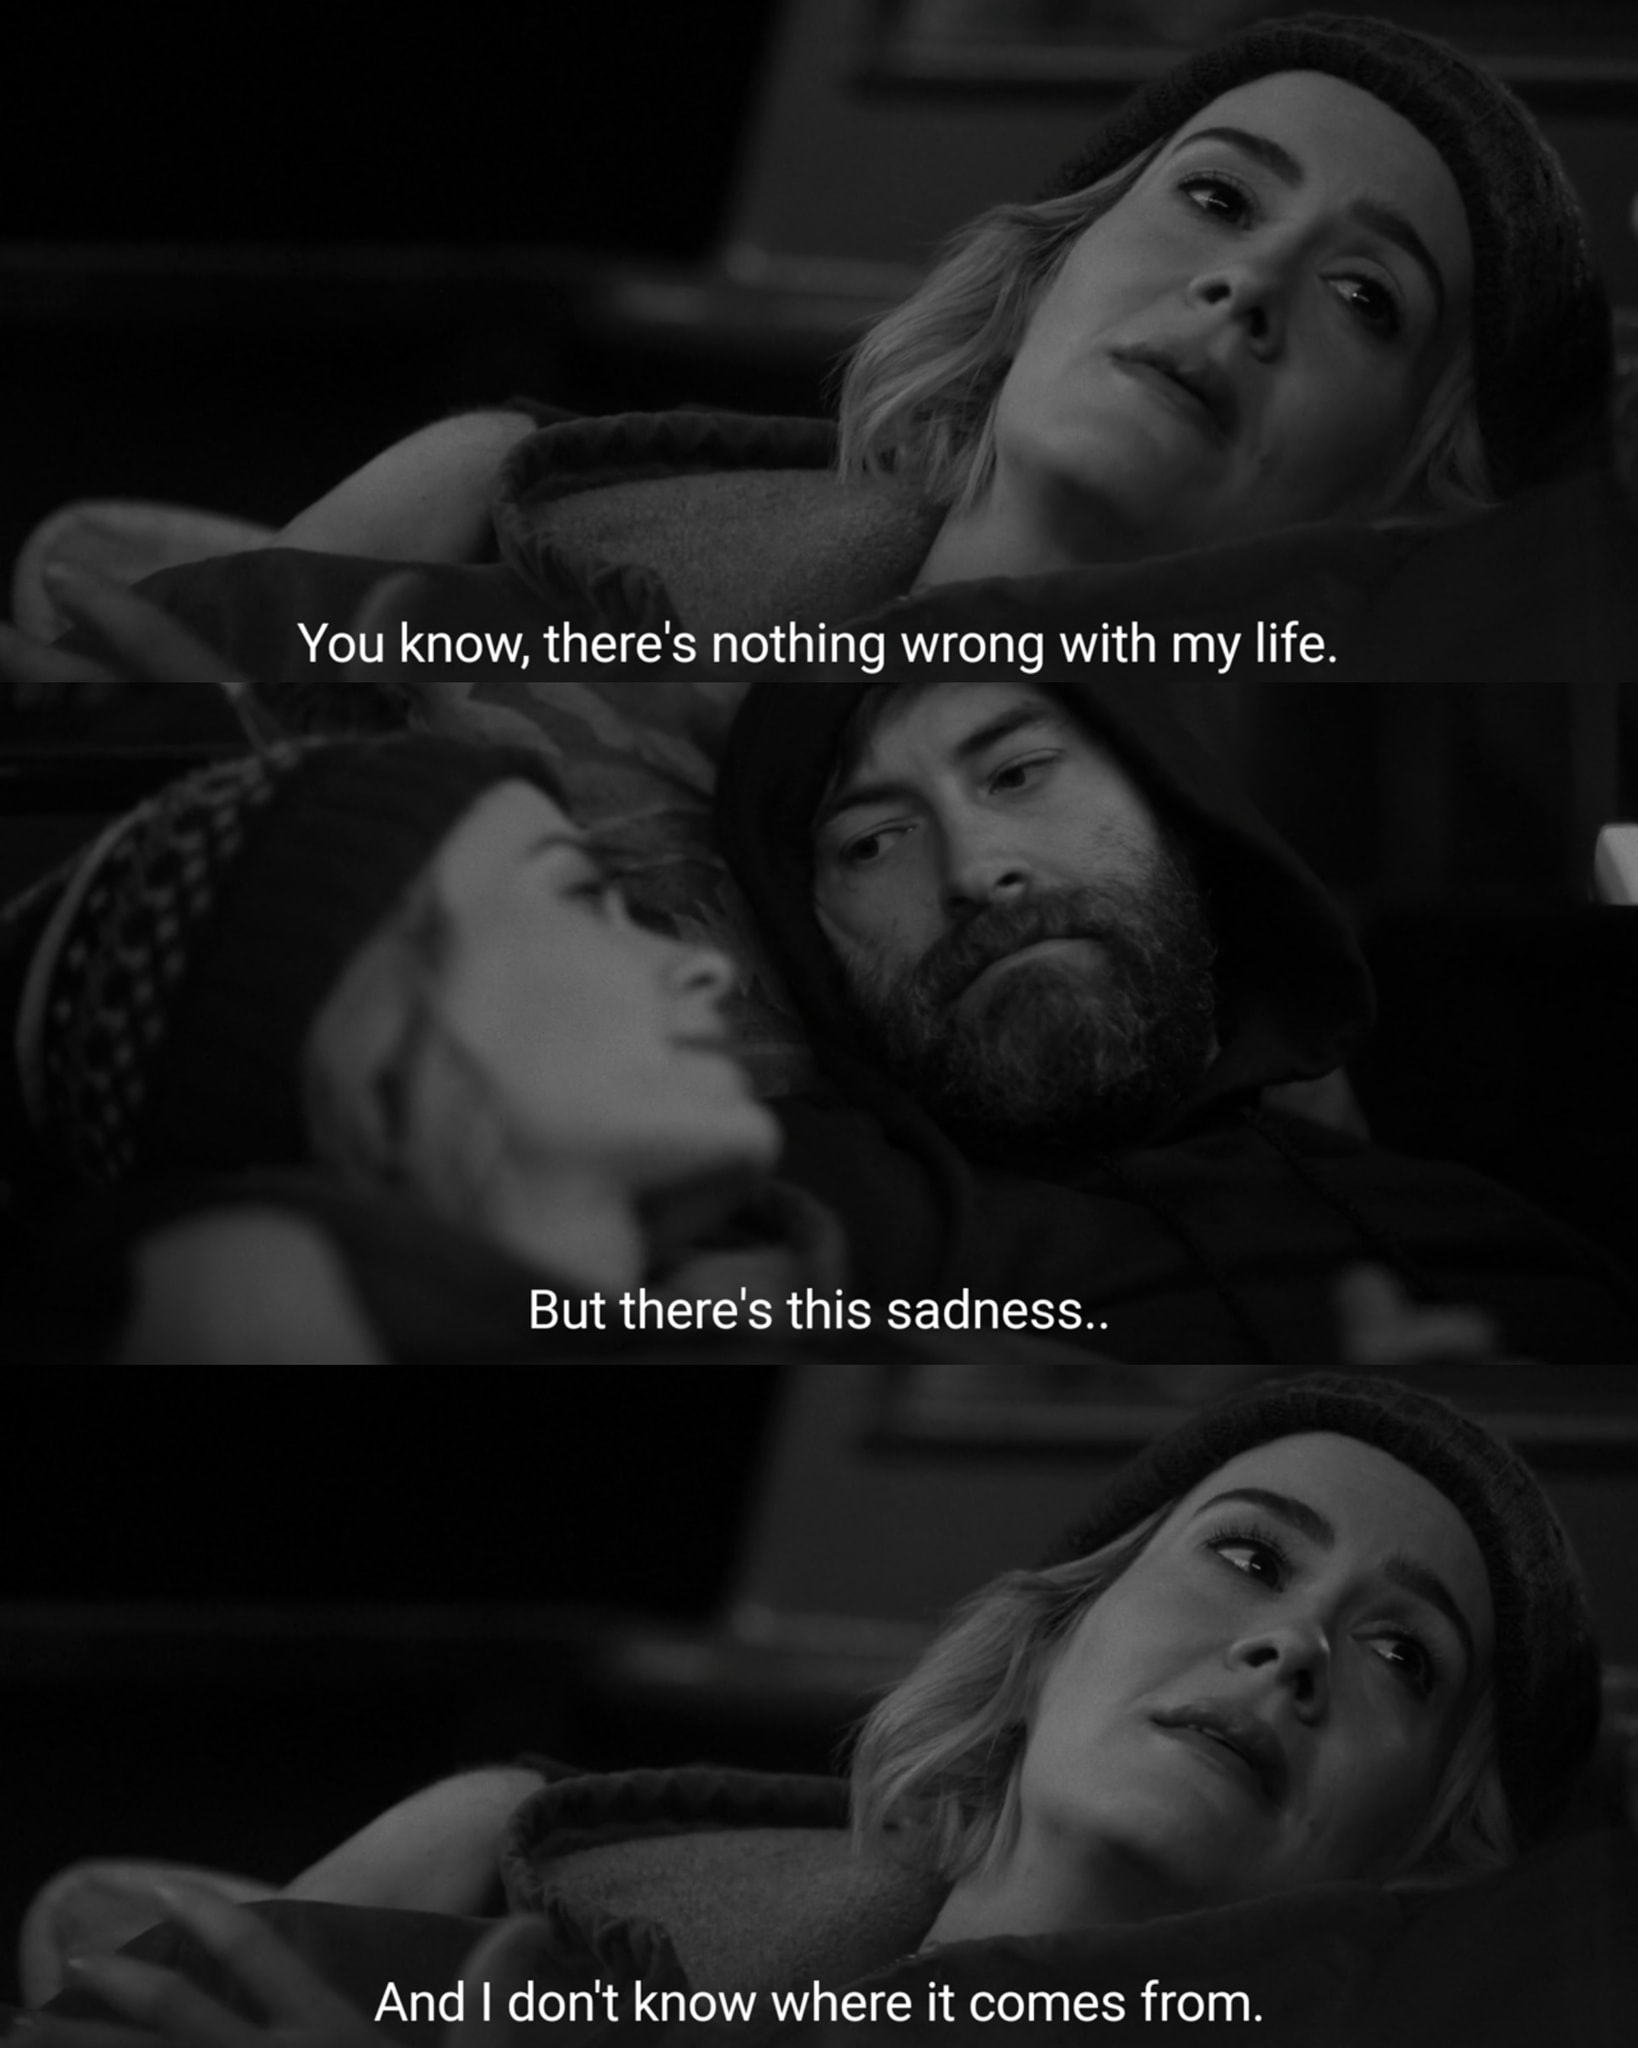 You know, there's nothing wrong with my life.
But there's this sadness..
And I don't know where it comes from.